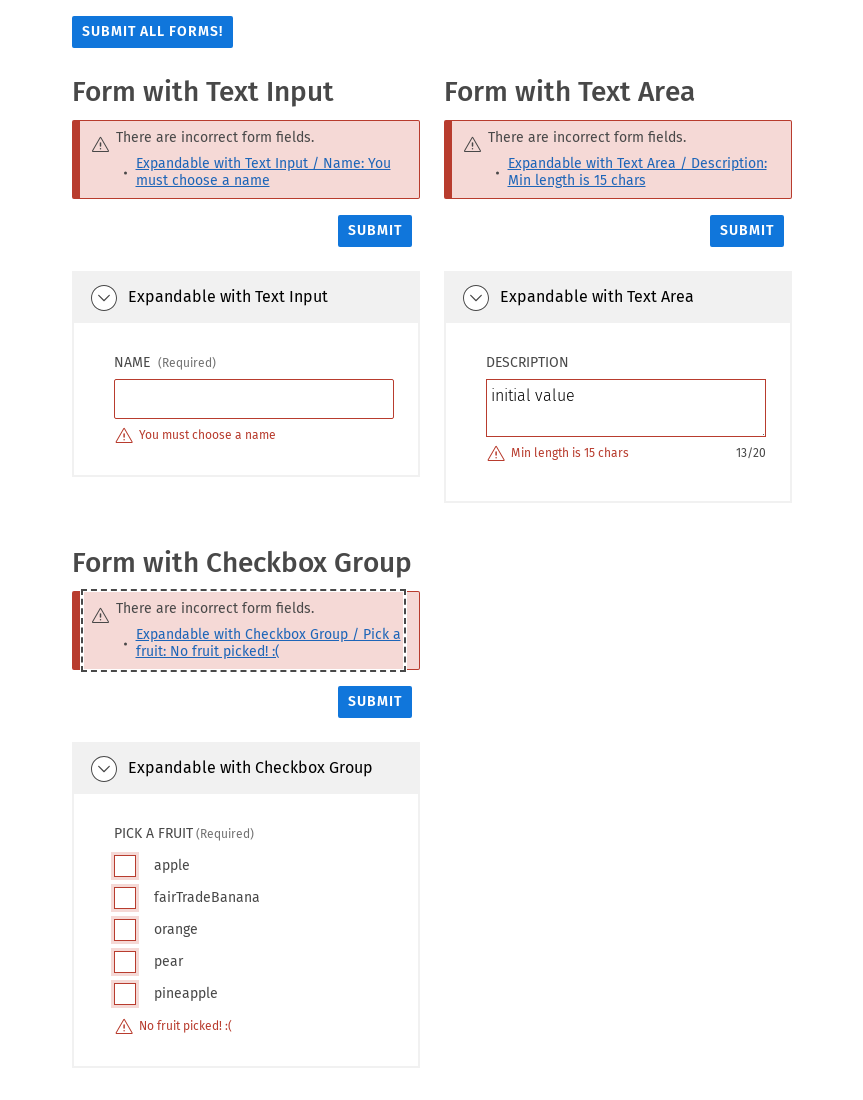 SUBMIT ALL FORMS!
Form with Text Input
There are incorrect form fields.
• Expandable with Text Input / Name: You
must choose a name
SUBMIT
Expandable with Text Input
NAME (Required)
You must choose a name
Form with Text Area
There are incorrect form fields.
• Expandable with Text Area / Description:
Min length is 15 chars
SUBMIT
Expandable with Text Area
DESCRIPTION
initial value
Min length is 15 chars 13/20
Form with Checkbox Group
There are incorrect form fields.
• Expandable with Checkbox Group / Pick a
fruit: No fruit picked! :(
SUBMIT
Expandable with Checkbox Group
PICK A FRUIT (Required)
apple
fairTradeBanana
orange
pear
pineapple
No fruit picked! :(